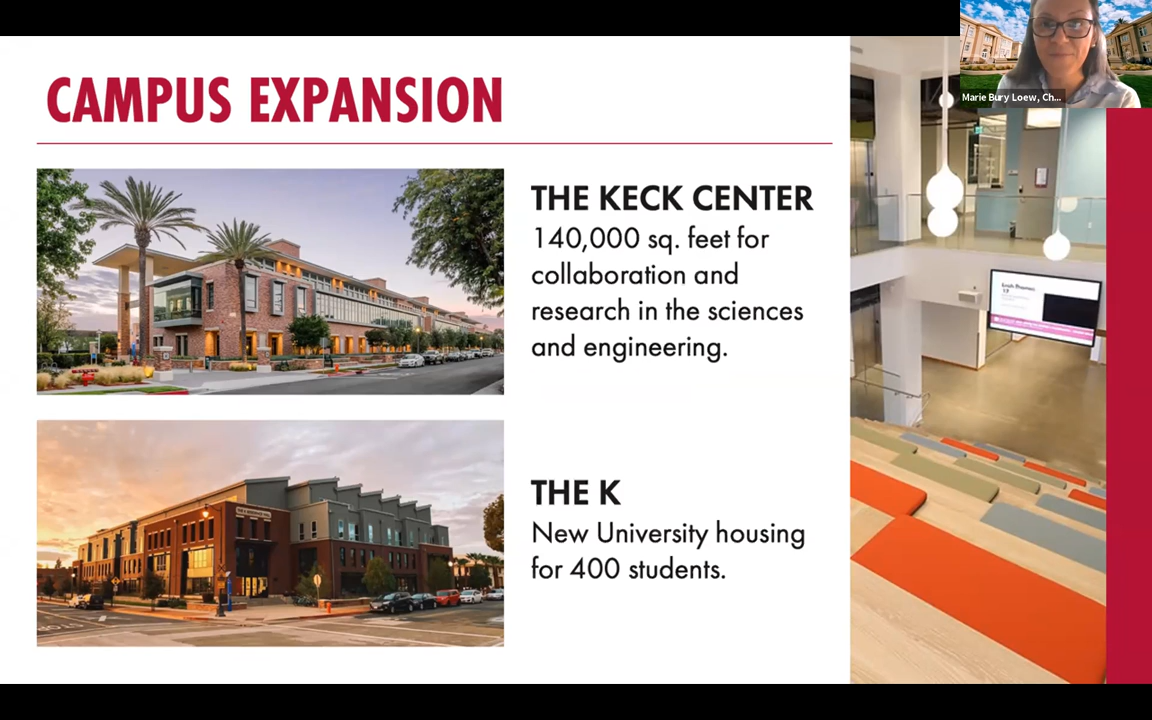 CAMPUS EXPANSION
Marie Bury Loew, Ch...
THE KECK CENTER
140,000 sq. feet for
collaboration and
research in the sciences
and engineering.
THE K
New University housing
for 400 students.